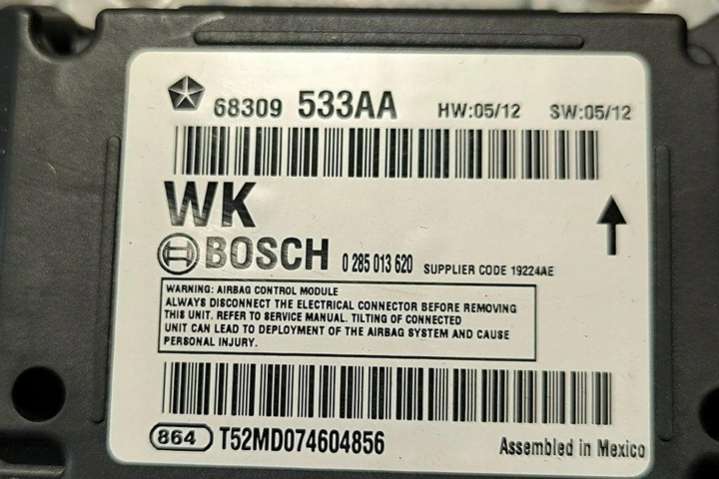 68309 533AA HW:05/12 SW:05/12
WK
BOSCH 0 285 013 620 SUPPLIER CODE 19224AE
WARNING: AIRBAG CONTROL MODULE
ALWAYS DISCONNECT THE ELECTRICAL CONNECTOR BEFORE REMOVING
THIS UNIT. REFER TO SERVICE MANUAL. TILTING OF CONNECTED
UNIT CAN LEAD TO DEPLOYMENT OF THE AIRBAG SYSTEM AND CAUSE
PERSONAL INJURY.
864 T52MD074604856 Assembled in Mexico